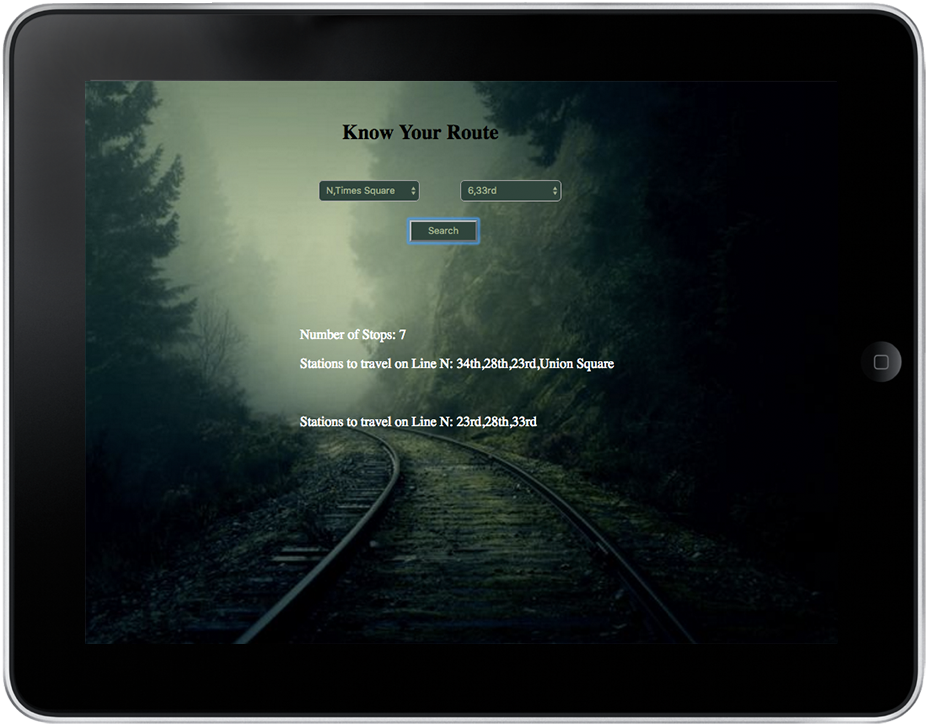 Know Your Route
N,Times Square 6,33rd
Search
Number of Stops: 7
Stations to travel on Line N: 34th,28th,23rd,Union Square
Stations to travel on Line N: 23rd,28th,33rd